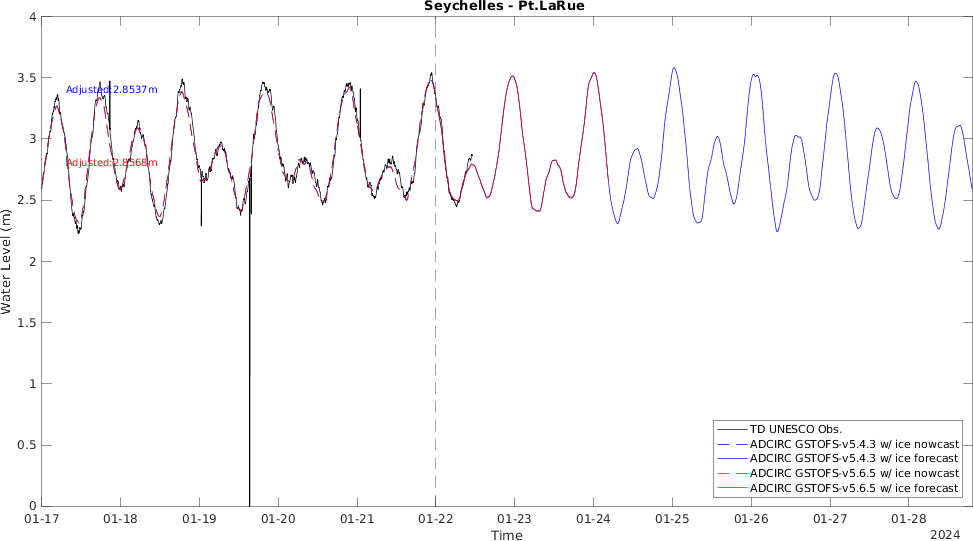 Seychelles - Pt.LaRue
4
3.5
3
2.5
2
1.5
1
0.5
0
Water Level (m)
Adjusted:2.8537m
Adjusted:2.8568m
TD UNESCO Obs.
ADCIRC GSTOFS-v5.4.3 w/ ice nowcast
ADCIRC GSTOFS-v5.4.3 w/ ice forecast
ADCIRC GSTOFS-v5.6.5 w/ ice nowcast
ADCIRC GSTOFS-v5.6.5 w/ ice forecast
01-17 01-18 01-19 01-20 01-21 01-22 01-23 01-24 01-25 01-26 01-27 01-28
Time
2024